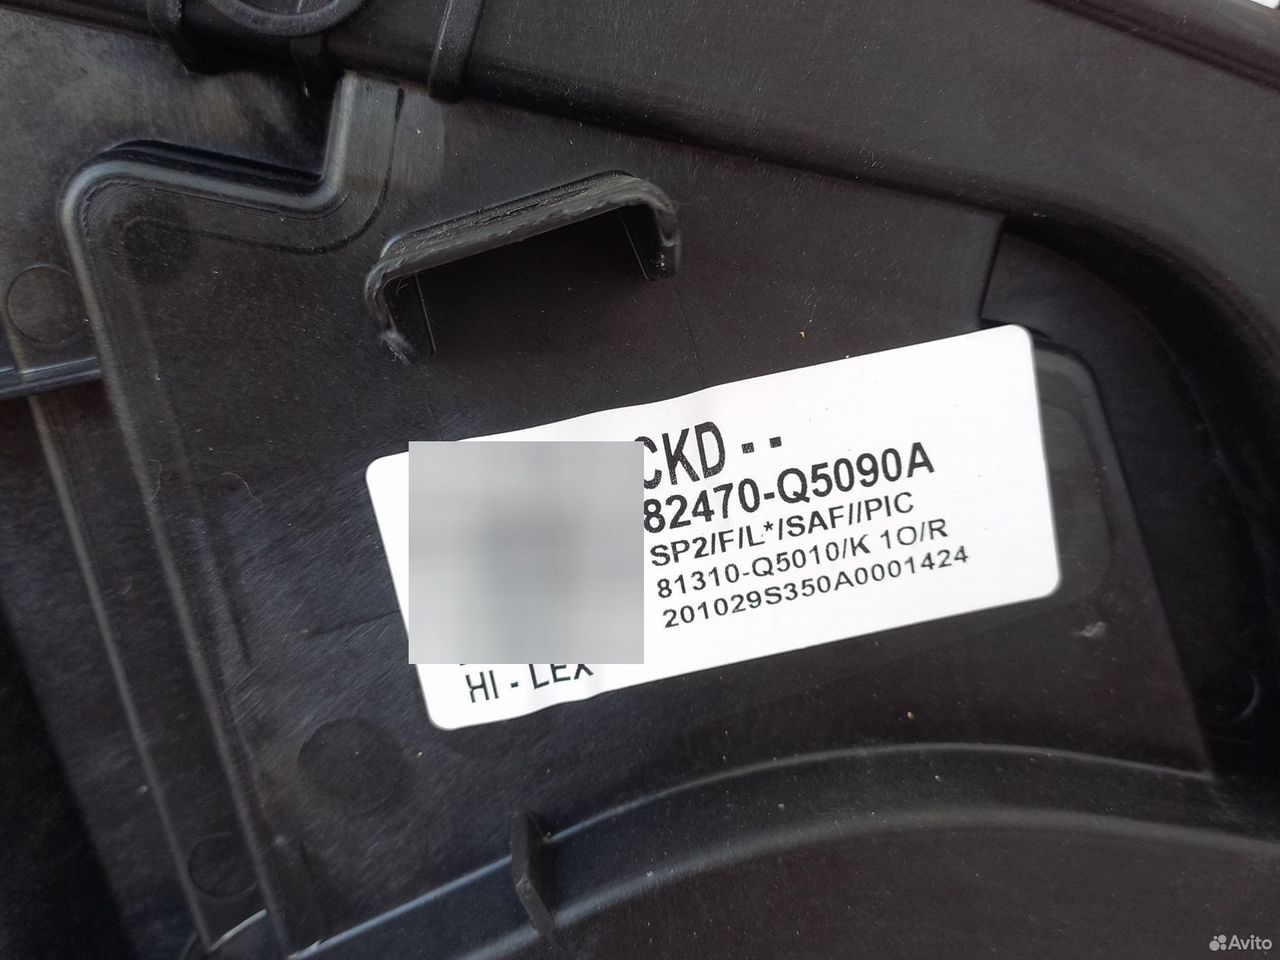 CKD - -
82470-Q5090A
SP2/F/L*/SAF//PIC
81310-Q5010/K 1O/R
201029S350A0001424
HI - LEX
Avito